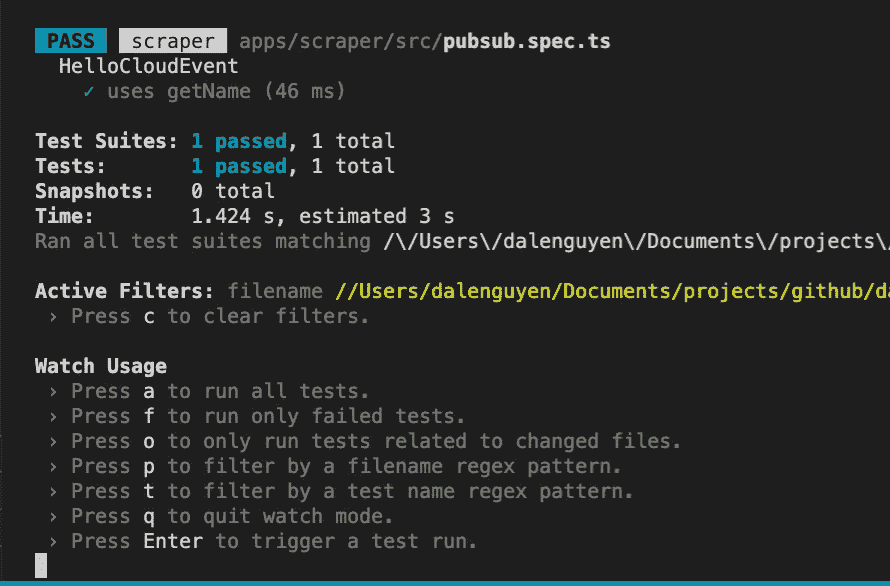 PASS scraper apps/scraper/src/pubsub.spec.ts
HelloCloudEvent
✓ uses getName (46 ms)
Test Suites: 1 passed, 1 total
Tests: 1 passed, 1 total
Snapshots: 0 total
Time: 1.424 s, estimated 3 s
Ran all test suites matching /\/Users\/dalenguyen\/Documents\/projects\/
Active Filters: filename //Users/dalenguyen/Documents/projects/github/da
› Press c to clear filters.
Watch Usage
› Press a to run all tests.
› Press f to run only failed tests.
› Press o to only run tests related to changed files.
› Press p to filter by a filename regex pattern.
› Press t to filter by a test name regex pattern.
› Press q to quit watch mode.
› Press Enter to trigger a test run.